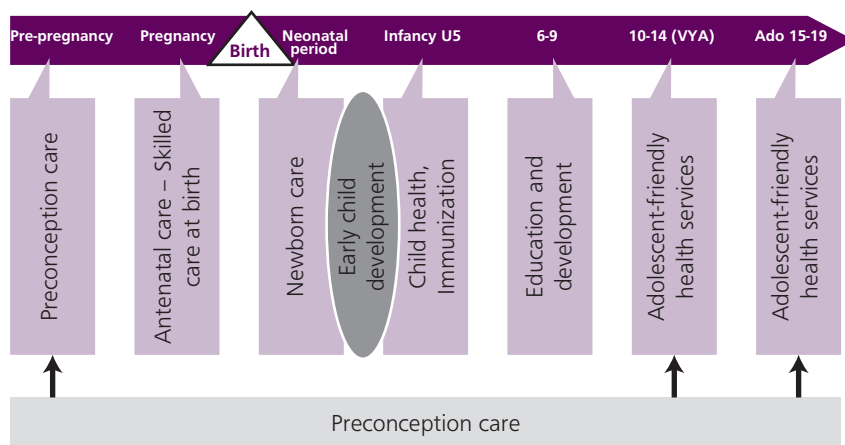 Pre-pregnancy
Pregnancy
Birth
Neonatal
period
Infancy U5
6-9
10-14 (VYA)
Ado 15-19
Preconception care
Antenatal care – Skilled
care at birth
Newborn care
Early child
development
Child health,
Immunization
Education and
development
Adolescent-friendly
health services
Adolescent-friendly
health services
Preconception care